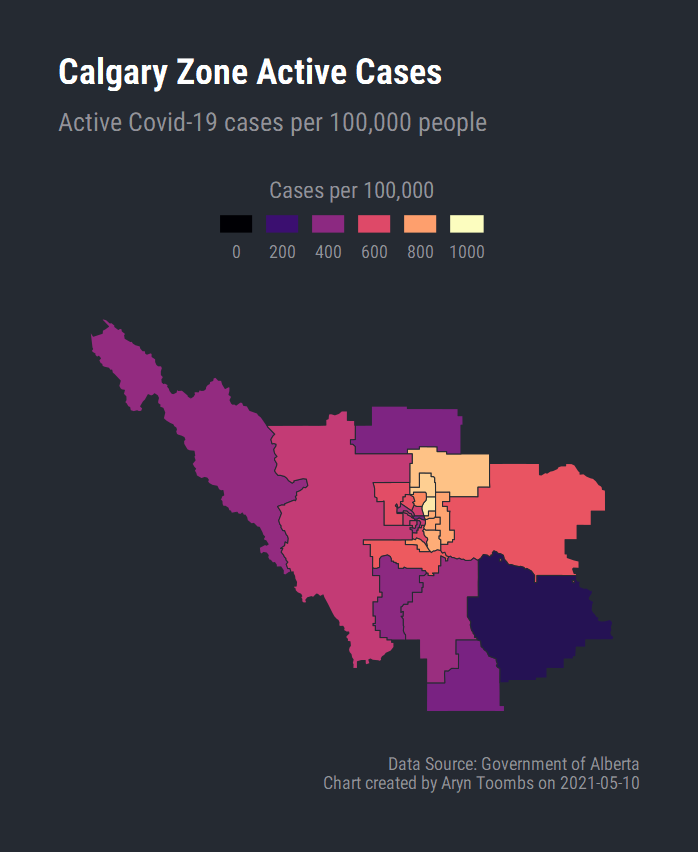 Calgary Zone Active Cases
Active Covid-19 cases per 100,000 people
Cases per 100,000
0 200 400 600 800 1000
Data Source: Government of Alberta
Chart created by Aryn Toombs on 2021-05-10